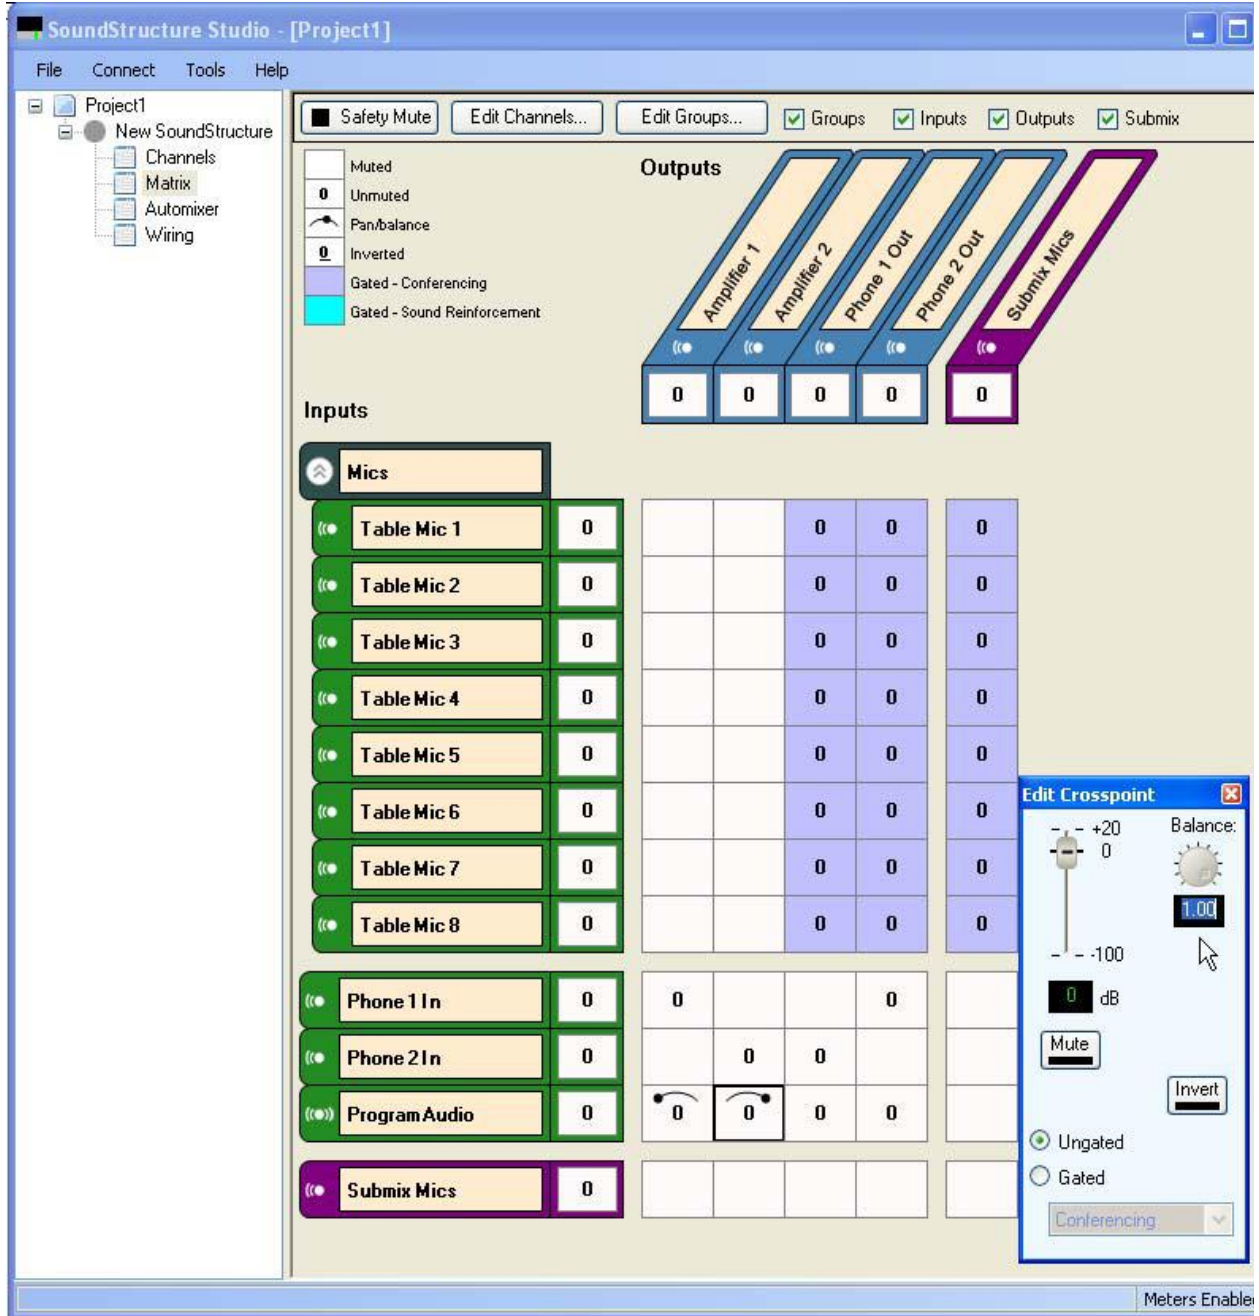 SoundStructure Studio - [Project1]
File Connect Tools Help
Project1
New SoundStructure
Channels
Matrix
Automixer
Wiring
Safety Mute Edit Channels... Edit Groups... Groups Inputs Outputs Submix
Muted
0 Unmuted
Pan/balance
0 Inverted
Gated - Conferencing
Gated - Sound Reinforcement
Outputs
Amplifier 1
Amplifier 2
Phone 1 Out
Phone 2 Out
Submix Mics
0 0 0 0 0
Inputs
Mics
Table Mic 1 0 0 0 0
Table Mic 2 0 0 0 0
Table Mic 3 0 0 0 0
Table Mic 4 0 0 0 0
Table Mic 5 0 0 0 0
Table Mic 6 0 0 0 0
Table Mic 7 0 0 0 0
Table Mic 8 0 0 0 0
Phone 1 In 0 0 0
Phone 2 In 0 0 0
Program Audio 0 0 0 0 0
Submix Mics 0
Edit Crosspoint
+20 Balance:
0
1.00
-100
0 dB
Mute
Invert
Ungated
Gated
Conferencing
Meters Enable